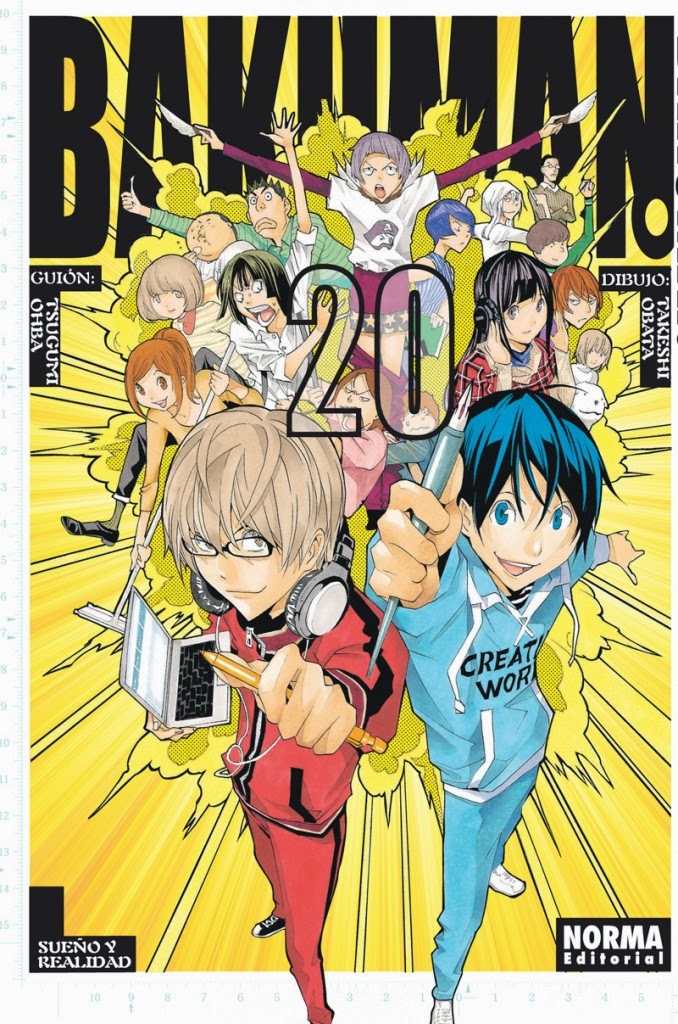 BAKUMAN。
GUIÓN:
TSUGUMI
OHBA
DIBUJO:
TAKESHI
OBATA
20
CREATI
WOR
SUEÑO Y
REALIDAD
NORMA
Editorial